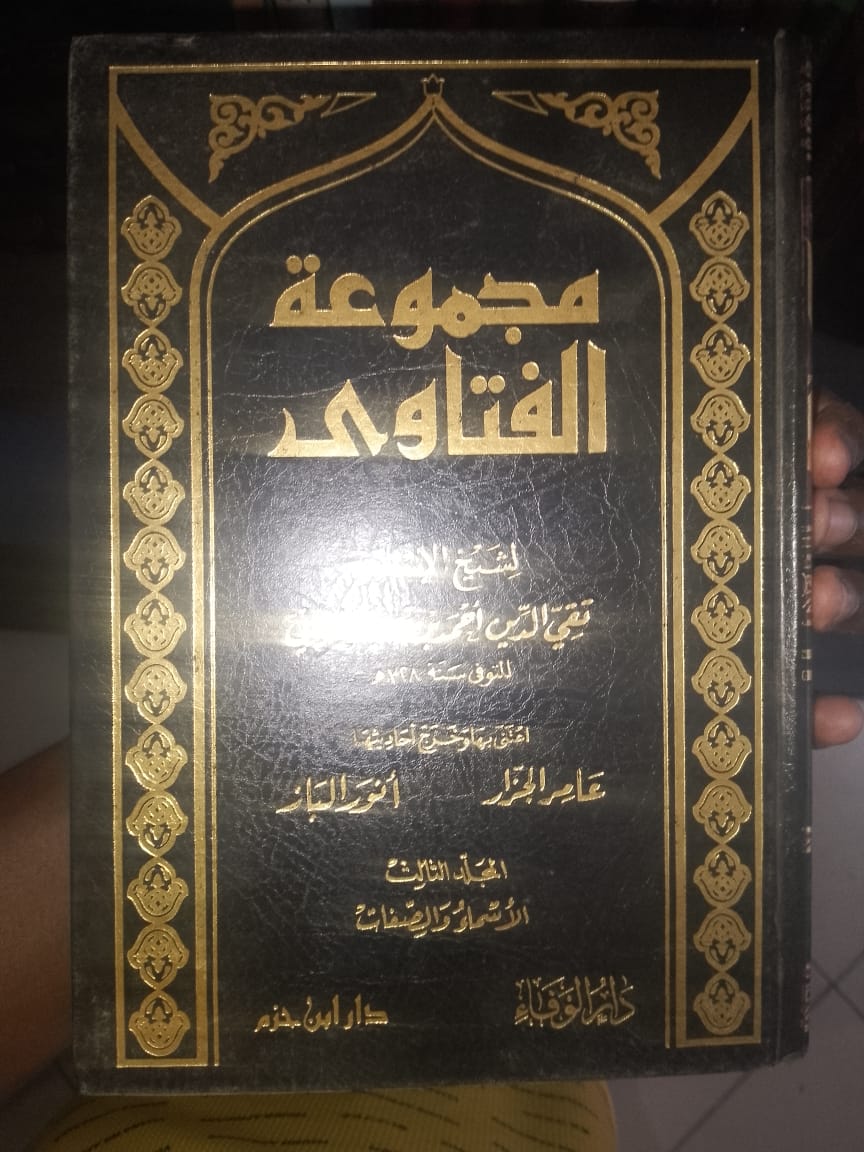 مجموعة
الفتاوى
لشيخ
تقي الدين أحمد بن
المتوفى سنة ٧٢٨هـ
اعتنى بها وخرج أحاديثها
عامر الجزار أنور الباز
المجلد الثالث
الأسماء والصفات
دار الوفاء دار ابن حزم